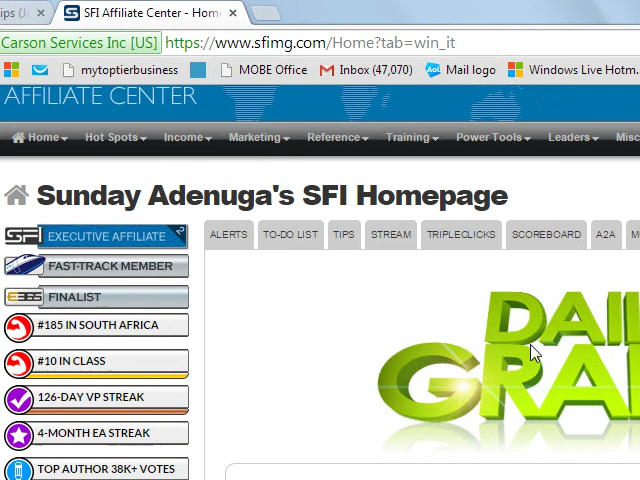 ips (J
SFI Affiliate Center - Hom
Carson Services Inc [US] https://www.sfimg.com/Home?tab=win_it
mytoptierbusiness MOBE Office Inbox (47,070) Mail logo Windows Live Hotm.
AFFILIATE CENTER
Home Hot Spots Income Marketing Reference Training Power Tools Leaders Misc
Sunday Adenuga's SFI Homepage
SFI EXECUTIVE AFFILIATE 2
ALERTS TO-DO LIST TIPS STREAM TRIPLECLICKS SCOREBOARD A2A M
FAST-TRACK MEMBER
E365 FINALIST
#185 IN SOUTH AFRICA
#10 IN CLASS
126-DAY VP STREAK
4-MONTH EA STREAK
TOP AUTHOR 38K+ VOTES
DAI
GRA